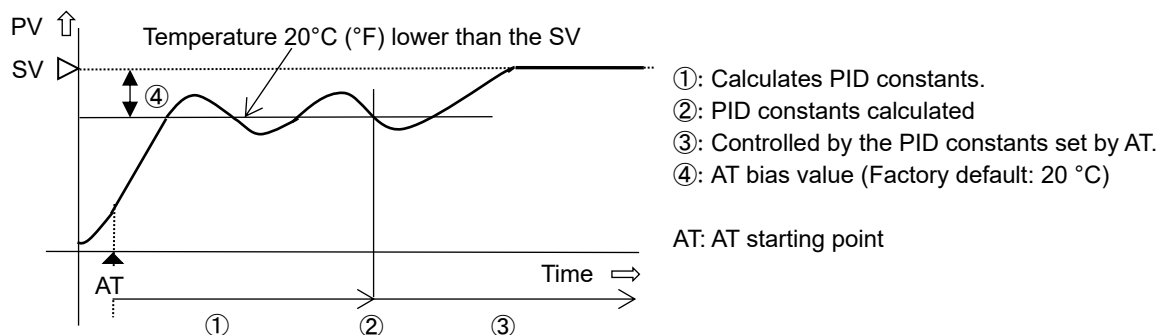 PV
Temperature 20°C (°F) lower than the SV
SV
④
①: Calculates PID constants.
②: PID constants calculated
③: Controlled by the PID constants set by AT.
④: AT bias value (Factory default: 20 °C)
AT: AT starting point
Time
AT
① ② ③